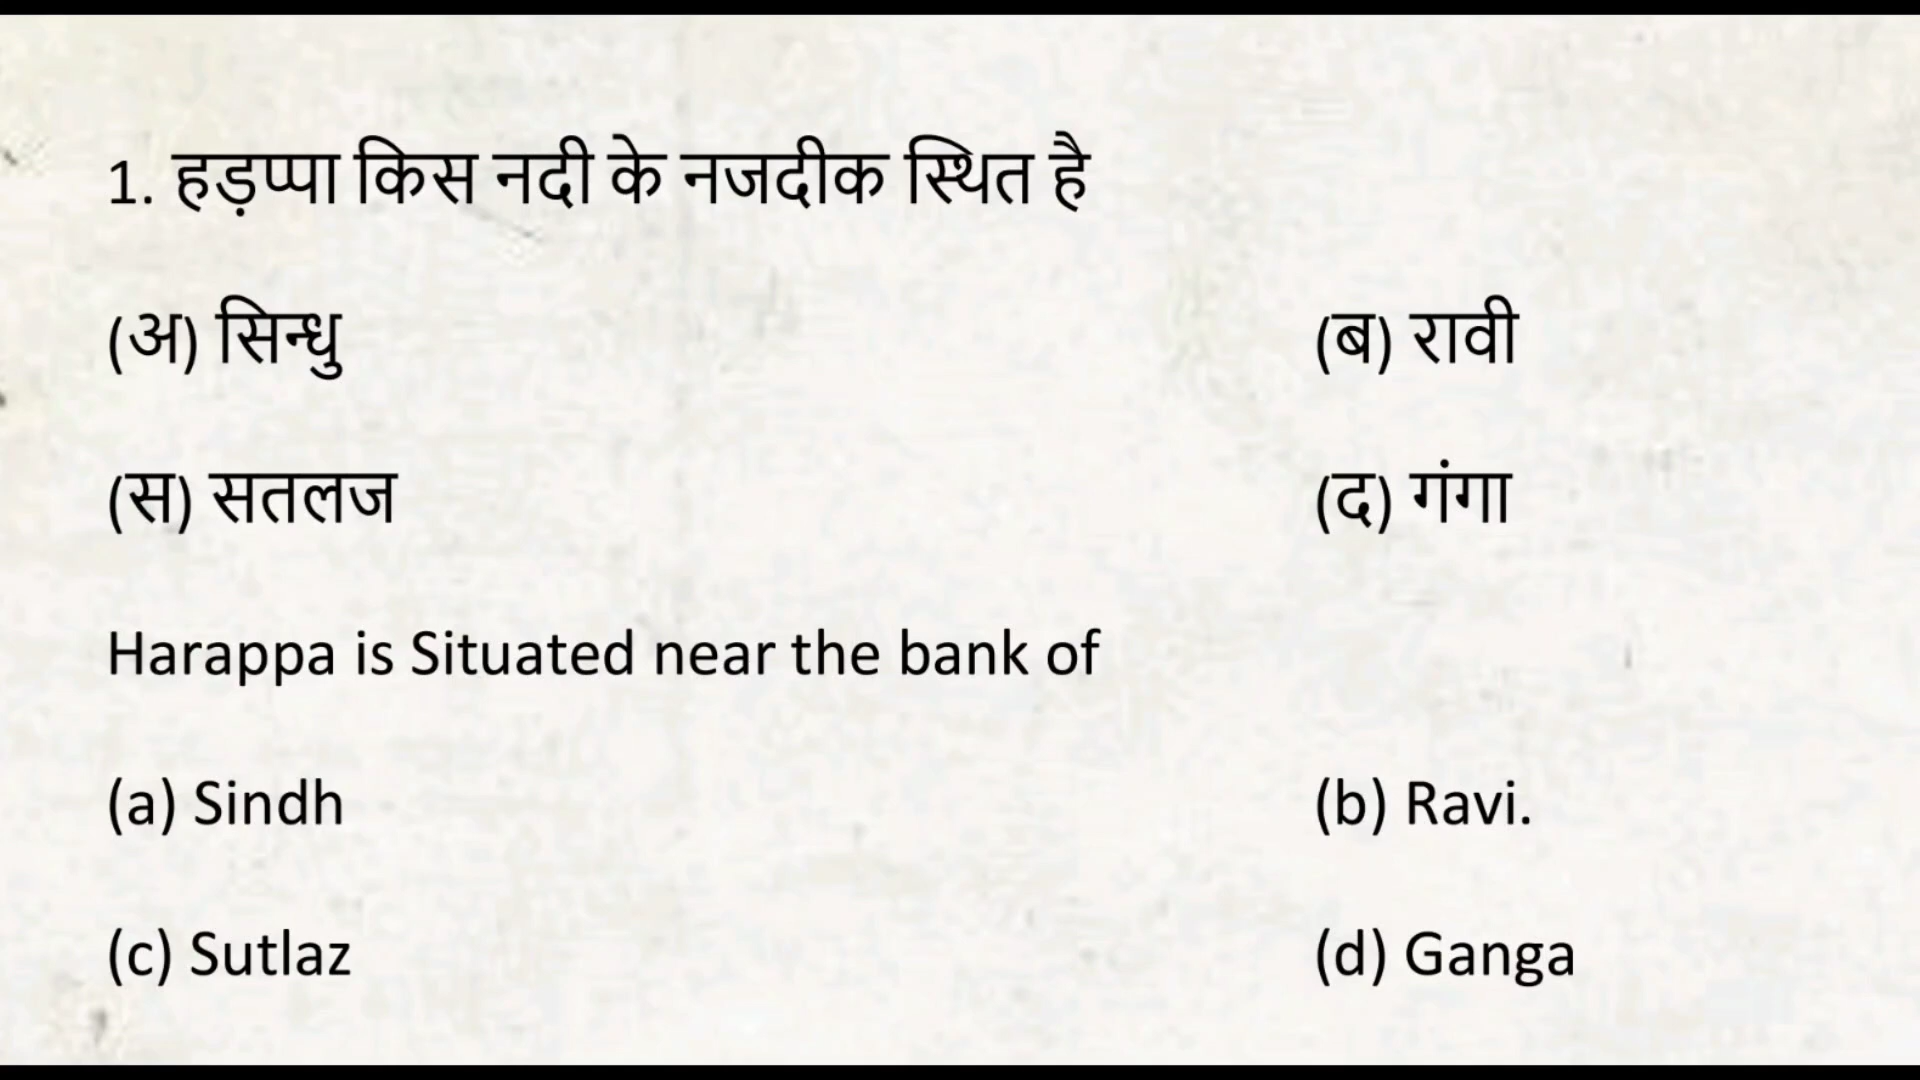 1. हड़प्पा किस नदी के नजदीक स्थित है
(अ) सिन्धु (ब) रावी
(स) सतलज (द) गंगा
Harappa is Situated near the bank of
(a) Sindh (b) Ravi.
(c) Sutlaz (d) Ganga